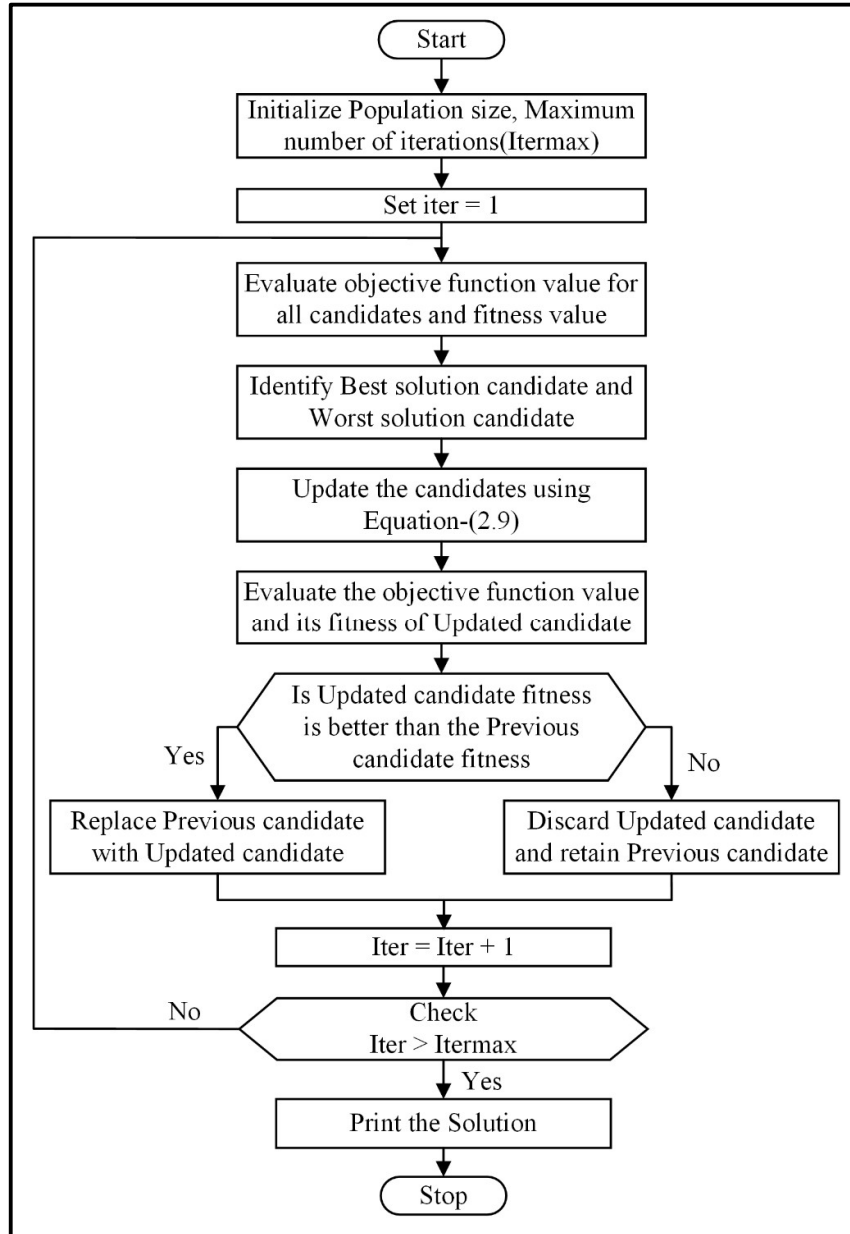 Start
Initialize Population size, Maximum
number of iterations(Itermax)
Set iter = 1
Evaluate objective function value for
all candidates and fitness value
Identify Best solution candidate and
Worst solution candidate
Update the candidates using
Equation-(2.9)
Evaluate the objective function value
and its fitness of Updated candidate
Is Updated candidate fitness
is better than the Previous
candidate fitness
Yes
No
Replace Previous candidate
with Updated candidate
Discard Updated candidate
and retain Previous candidate
Iter = Iter + 1
No
Check
Iter > Itermax
Yes
Print the Solution
Stop